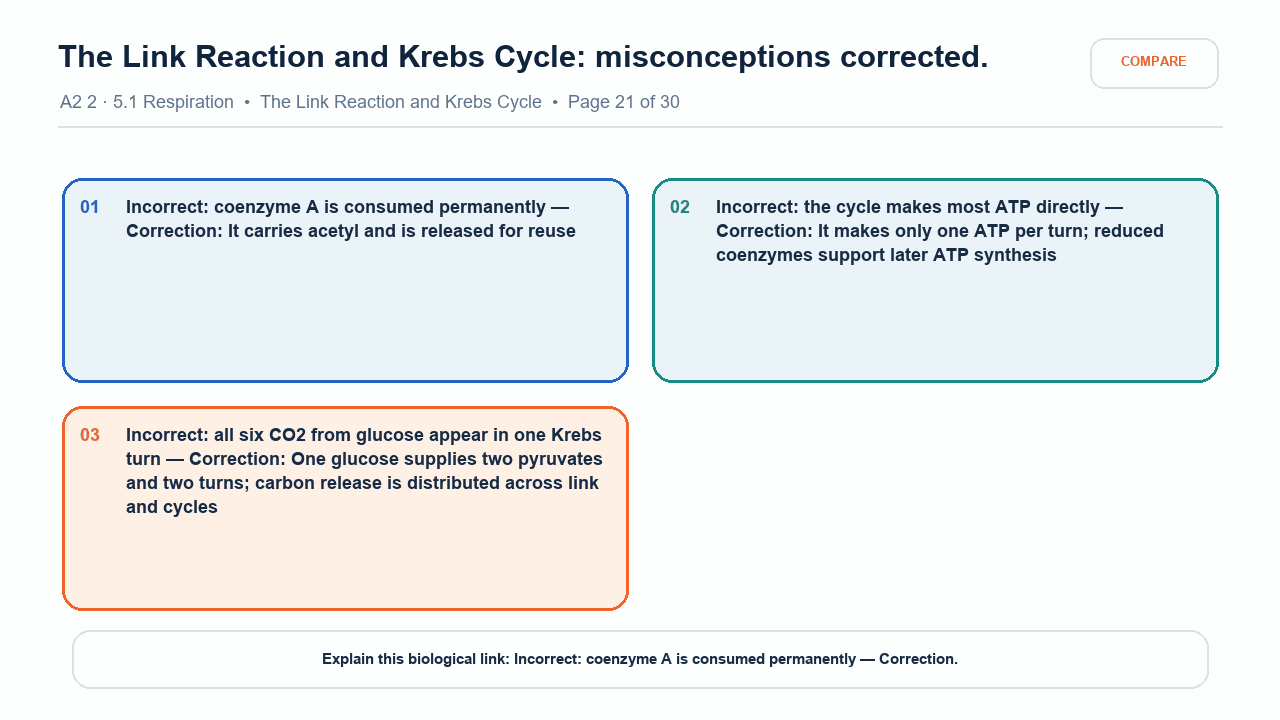 The Link Reaction and Krebs Cycle: misconceptions corrected.
COMPARE
A2 2 · 5.1 Respiration • The Link Reaction and Krebs Cycle • Page 21 of 30
01
Incorrect: coenzyme A is consumed permanently —
Correction: It carries acetyl and is released for reuse
02
Incorrect: the cycle makes most ATP directly —
Correction: It makes only one ATP per turn; reduced
coenzymes support later ATP synthesis
03
Incorrect: all six CO2 from glucose appear in one Krebs
turn — Correction: One glucose supplies two pyruvates
and two turns; carbon release is distributed across link
and cycles
Explain this biological link: Incorrect: coenzyme A is consumed permanently — Correction.